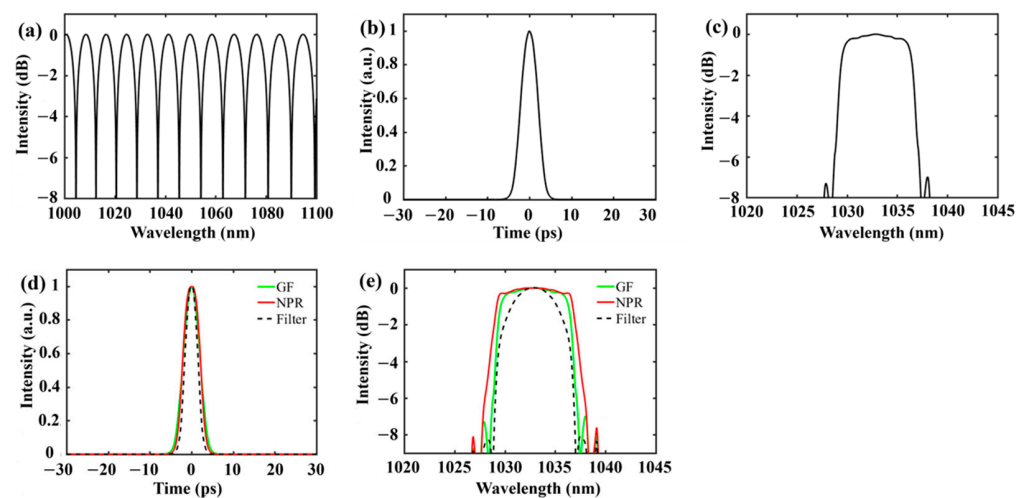 (a)
Intensity (dB)
0
−2
−4
−6
−8
1000 1020 1040 1060 1080 1100
Wavelength (nm)
(b)
Intensity (a.u.)
1
0.8
0.6
0.4
0.2
0
−30 −20 −10 0 10 20 30
Time (ps)
(c)
Intensity (dB)
0
−2
−4
−6
−8
1020 1025 1030 1035 1040 1045
Wavelength (nm)
(d)
GF
NPR
Filter
Intensity (a.u.)
1
0.8
0.6
0.4
0.2
0
−30 −20 −10 0 10 20 30
Time (ps)
(e)
GF
NPR
Filter
Intensity (dB)
0
−2
−4
−6
−8
1020 1025 1030 1035 1040 1045
Wavelength (nm)